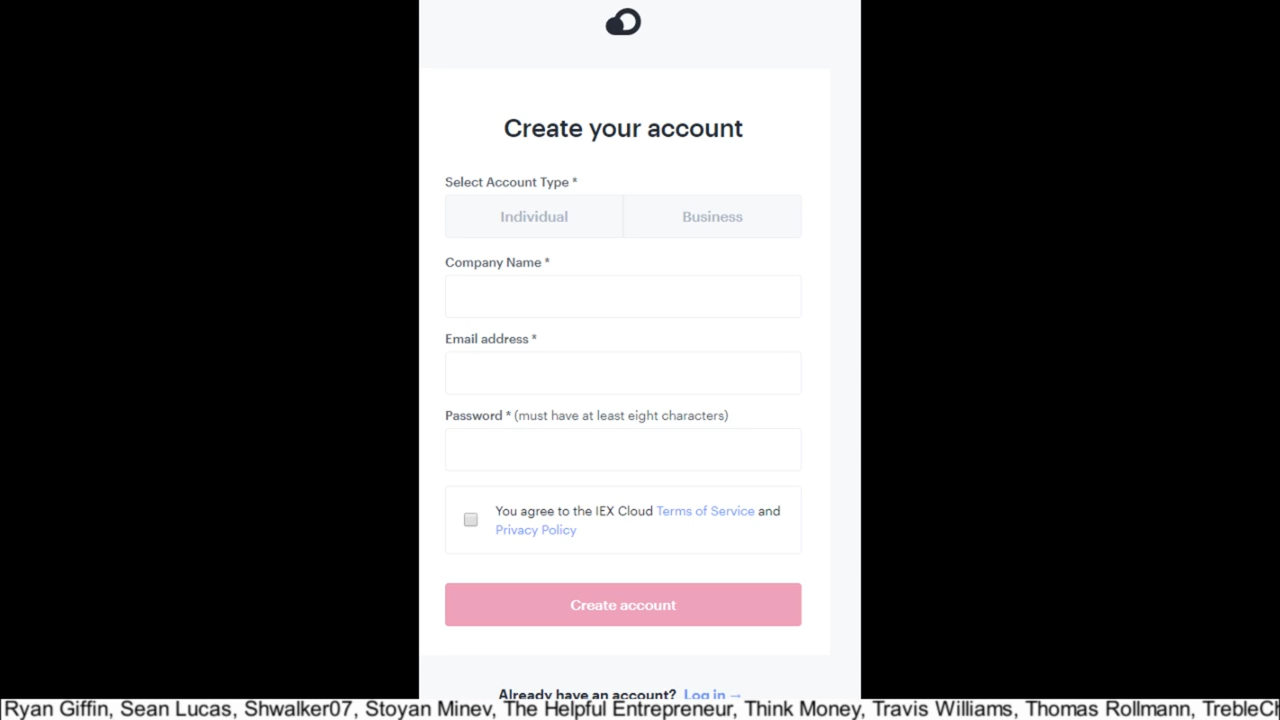 Create your account
Select Account Type *
Individual Business
Company Name *
Email address *
Password * (must have at least eight characters)
You agree to the IEX Cloud Terms of Service and
Privacy Policy
Create account
Already have an account? Log in →
Ryan Giffin, Sean Lucas, Shwalker07, Stoyan Minev, The Helpful Entrepreneur, Think Money, Travis Williams, Thomas Rollmann,